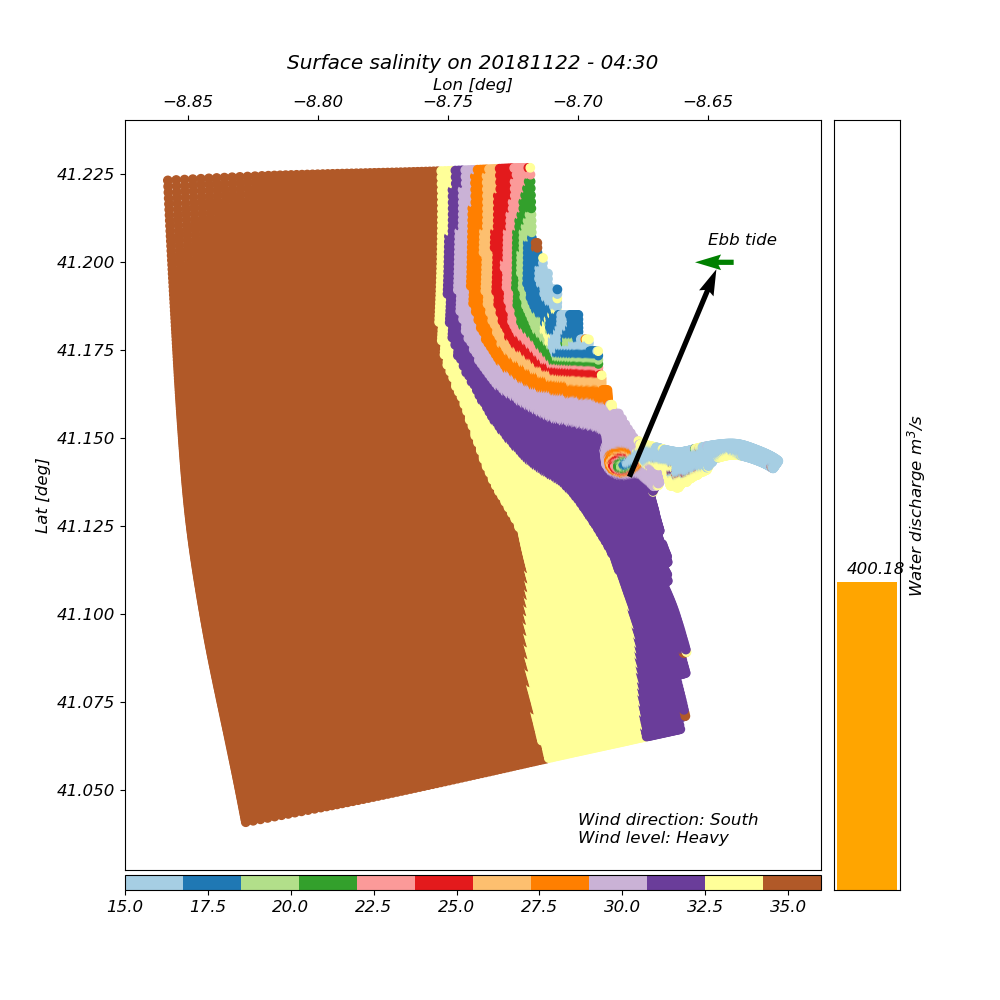 Surface salinity on 20181122 - 04:30
Lon [deg]
−8.85 −8.80 −8.75 −8.70 −8.65
41.225
41.200
41.175
41.150
41.125
41.100
41.075
41.050
Lat [deg]
Ebb tide
Wind direction: South
Wind level: Heavy
15.0 17.5 20.0 22.5 25.0 27.5 30.0 32.5 35.0
400.18
Water discharge m³/s